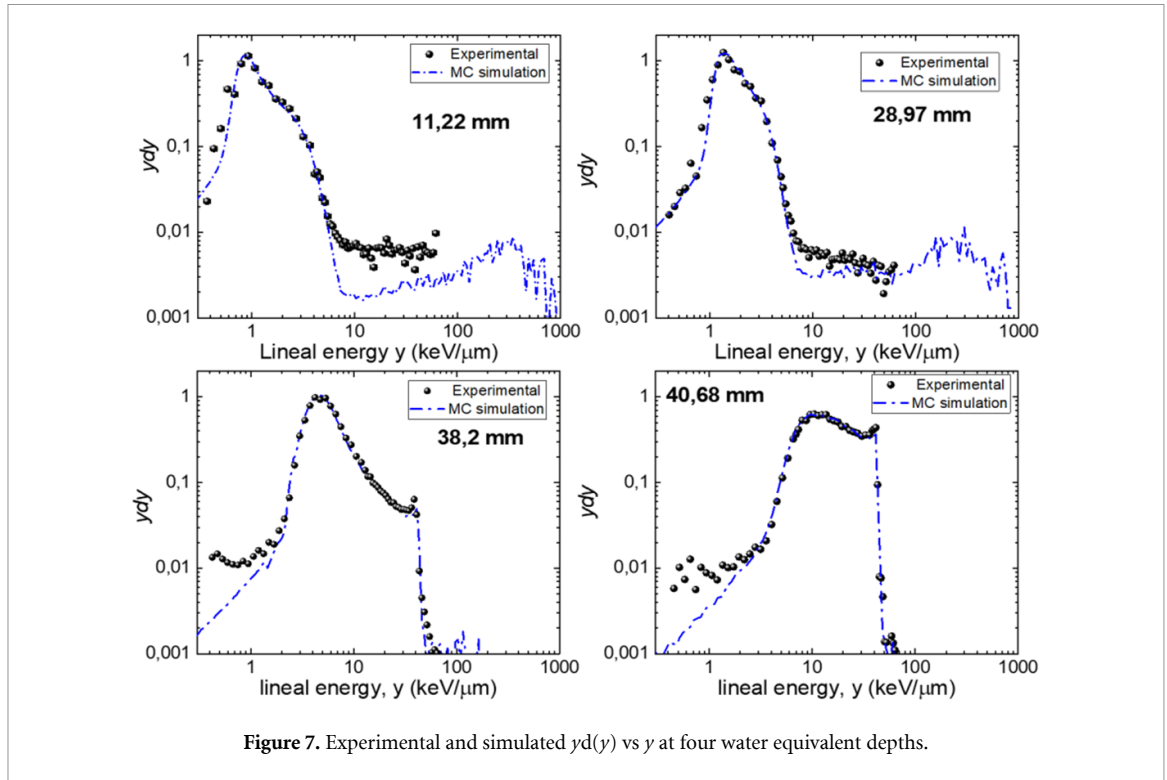 Experimental
MC simulation
11,22 mm
ydy
1
0,1
0,01
0,001
1
10
100
1000
Lineal energy y (keV/μm)
Experimental
MC simulation
28,97 mm
ydy
1
0,1
0,01
0,001
1
10
100
1000
Lineal energy, y (keV/μm)
Experimental
MC simulation
38,2 mm
ydy
1
0,1
0,01
0,001
1
10
100
1000
lineal energy, y (keV/μm)
40,68 mm
Experimental
MC simulation
ydy
1
0,1
0,01
0,001
1
10
100
1000
lineal energy, y (keV/μm)
Figure 7. Experimental and simulated yd(y) vs y at four water equivalent depths.